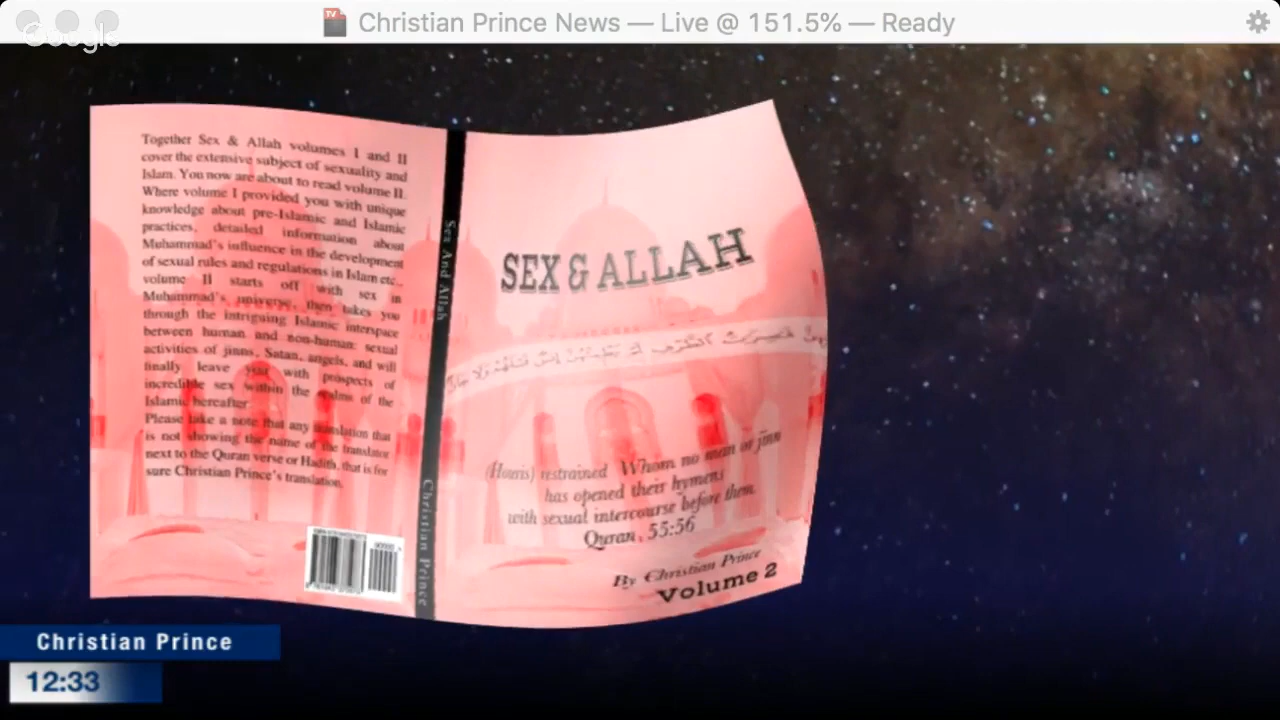 Christian Prince News — Live @ 151.5% — Ready
Google
Together Sex & Allah volumes I and II
cover the extensive subject of sexuality and
Islam. You now are about to read volume II.
Where volume I provided you with unique
knowledge about pre-Islamic and Islamic
practices, detailed information about
Muhammad's influence in the development
of sexual rules and regulations in Islam etc.,
volume II starts off with sex in
Muhammad's universe, then takes you
through the intriguing Islamic interspace
between human and non-human: sexual
activities of jinns, Satan, angels, and will
finally leave you with prospects of
incredible sex within the realms of the
Islamic hereafter.
Please take a note that any translation that
is not showing the name of the translator
next to the Quran verse or Hadith, that is for
sure Christian Prince's translation.
Sex And Allah
Christian Prince
SEX & ALLAH
قَاصِرَاتُ الطَّرْفِ لَمْ يَطْمِثْهُنَّ إِنْسٌ قَبْلَهُمْ وَلَا جَانٌّ
(Houris) restrained Whom no man or jinn
has opened their hymens
with sexual intercourse before them.
Quran, 55:56
By Christian Prince
Volume 2
Christian Prince
12:33